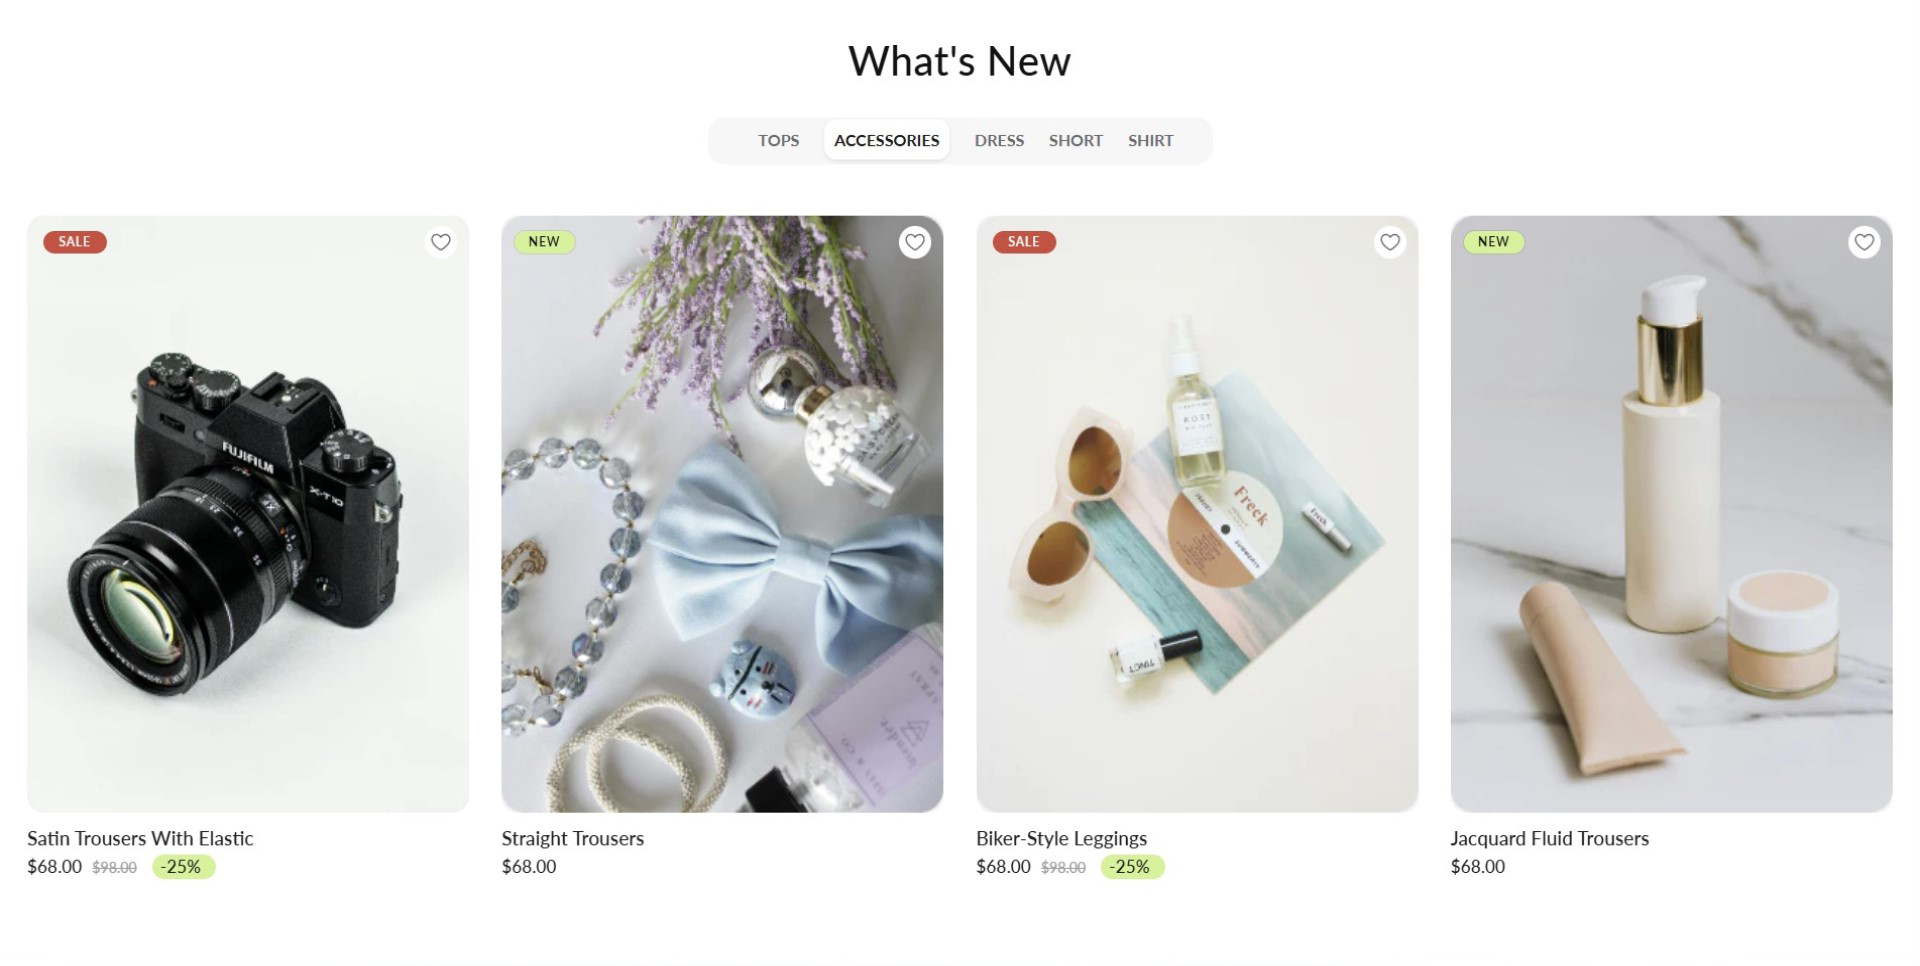 What's New
TOPS ACCESSORIES DRESS SHORT SHIRT
SALE
NEW
SALE
NEW
FUJIFILM
X-T10
Freck
Freck
TINCT
Satin Trousers With Elastic
$68.00 $98.00 -25%
Straight Trousers
$68.00
Biker-Style Leggings
$68.00 $98.00 -25%
Jacquard Fluid Trousers
$68.00